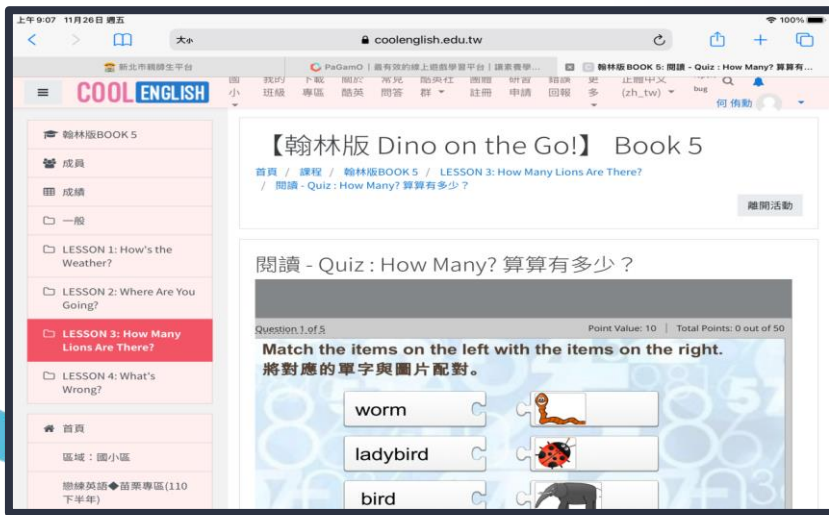 上午9:07 11月26日 週五
100%
大小
coolenglish.edu.tw
新北市親師生平台
PaGamO | 最有效的線上遊戲學習平台 | 讓素養學...
翰林版 BOOK 5: 閱讀 - Quiz : How Many? 算算有...
COOL ENGLISH
國 我的 下載 關於 常見 酷英社 團體 研習 錯誤 更 正體中文
小 班級 專區 酷英 問答 群 註冊 申請 回報 多 (zh_tw) bug
何 侑勳
翰林版BOOK 5
成員
成績
一般
LESSON 1: How's the
Weather?
LESSON 2: Where Are You
Going?
LESSON 3: How Many
Lions Are There?
LESSON 4: What's
Wrong?
首頁
區域：國小區
戀練英語◆苗栗專區(110
下半年)
【翰林版 Dino on the Go!】 Book 5
首頁 / 課程 / 翰林版BOOK 5 / LESSON 3: How Many Lions Are There?
/ 閱讀 - Quiz : How Many? 算算有多少？
離開活動
閱讀 - Quiz : How Many? 算算有多少？
Question 1 of 5
Point Value: 10 | Total Points: 0 out of 50
Match the items on the left with the items on the right.
將對應的單字與圖片配對。
worm
ladybird
bird